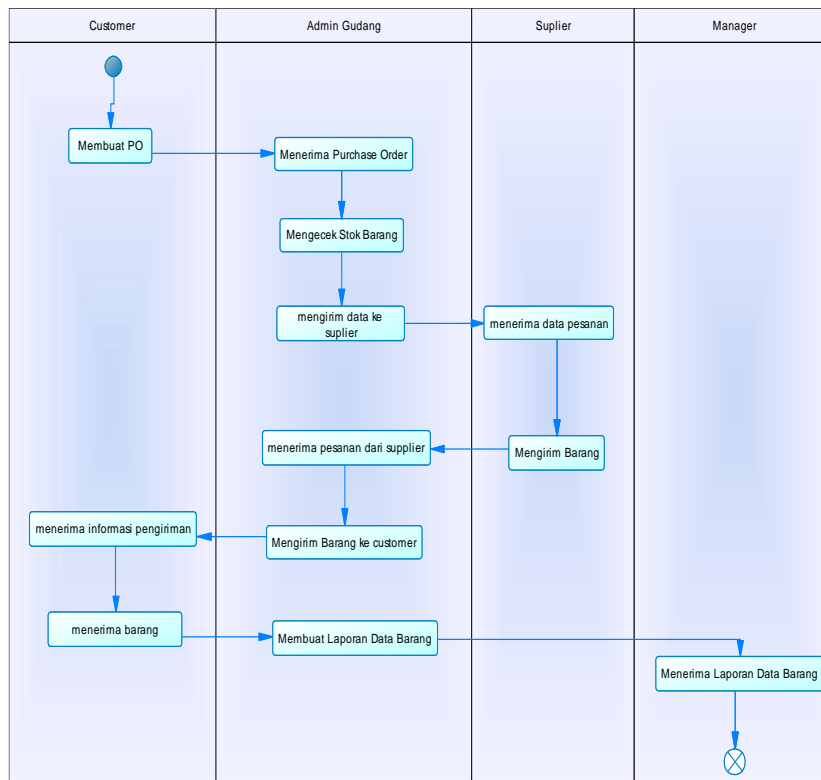 Customer
Admin Gudang
Suplier
Manager
Membuat PO
Menerima Purchase Order
Mengecek Stok Barang
mengirim data ke
suplier
menerima data pesanan
Mengirim Barang
menerima pesanan dari supplier
Mengirim Barang ke customer
menerima informasi pengiriman
menerima barang
Membuat Laporan Data Barang
Menerima Laporan Data Barang